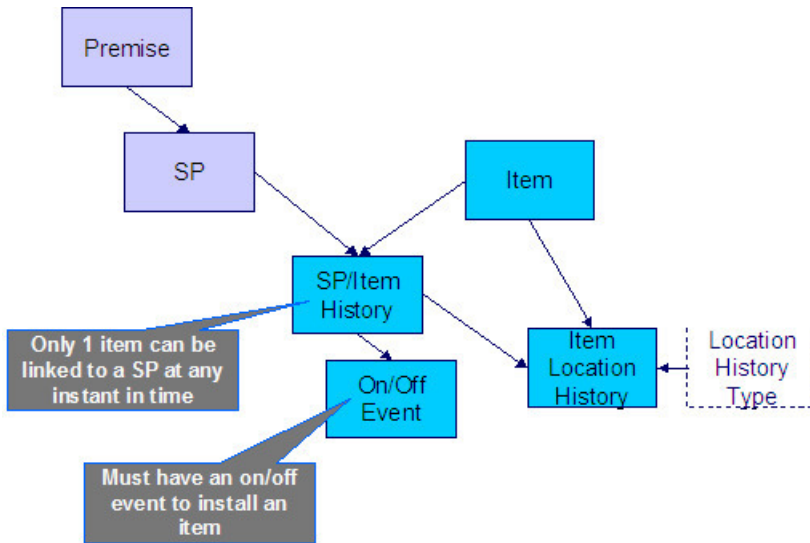 Premise
SP
Item
SP/Item
History
Only 1 item can be
linked to a SP at any
instant in time
Item
Location
History
Location
History
Type
On/Off
Event
Must have an on/off
event to install an
item